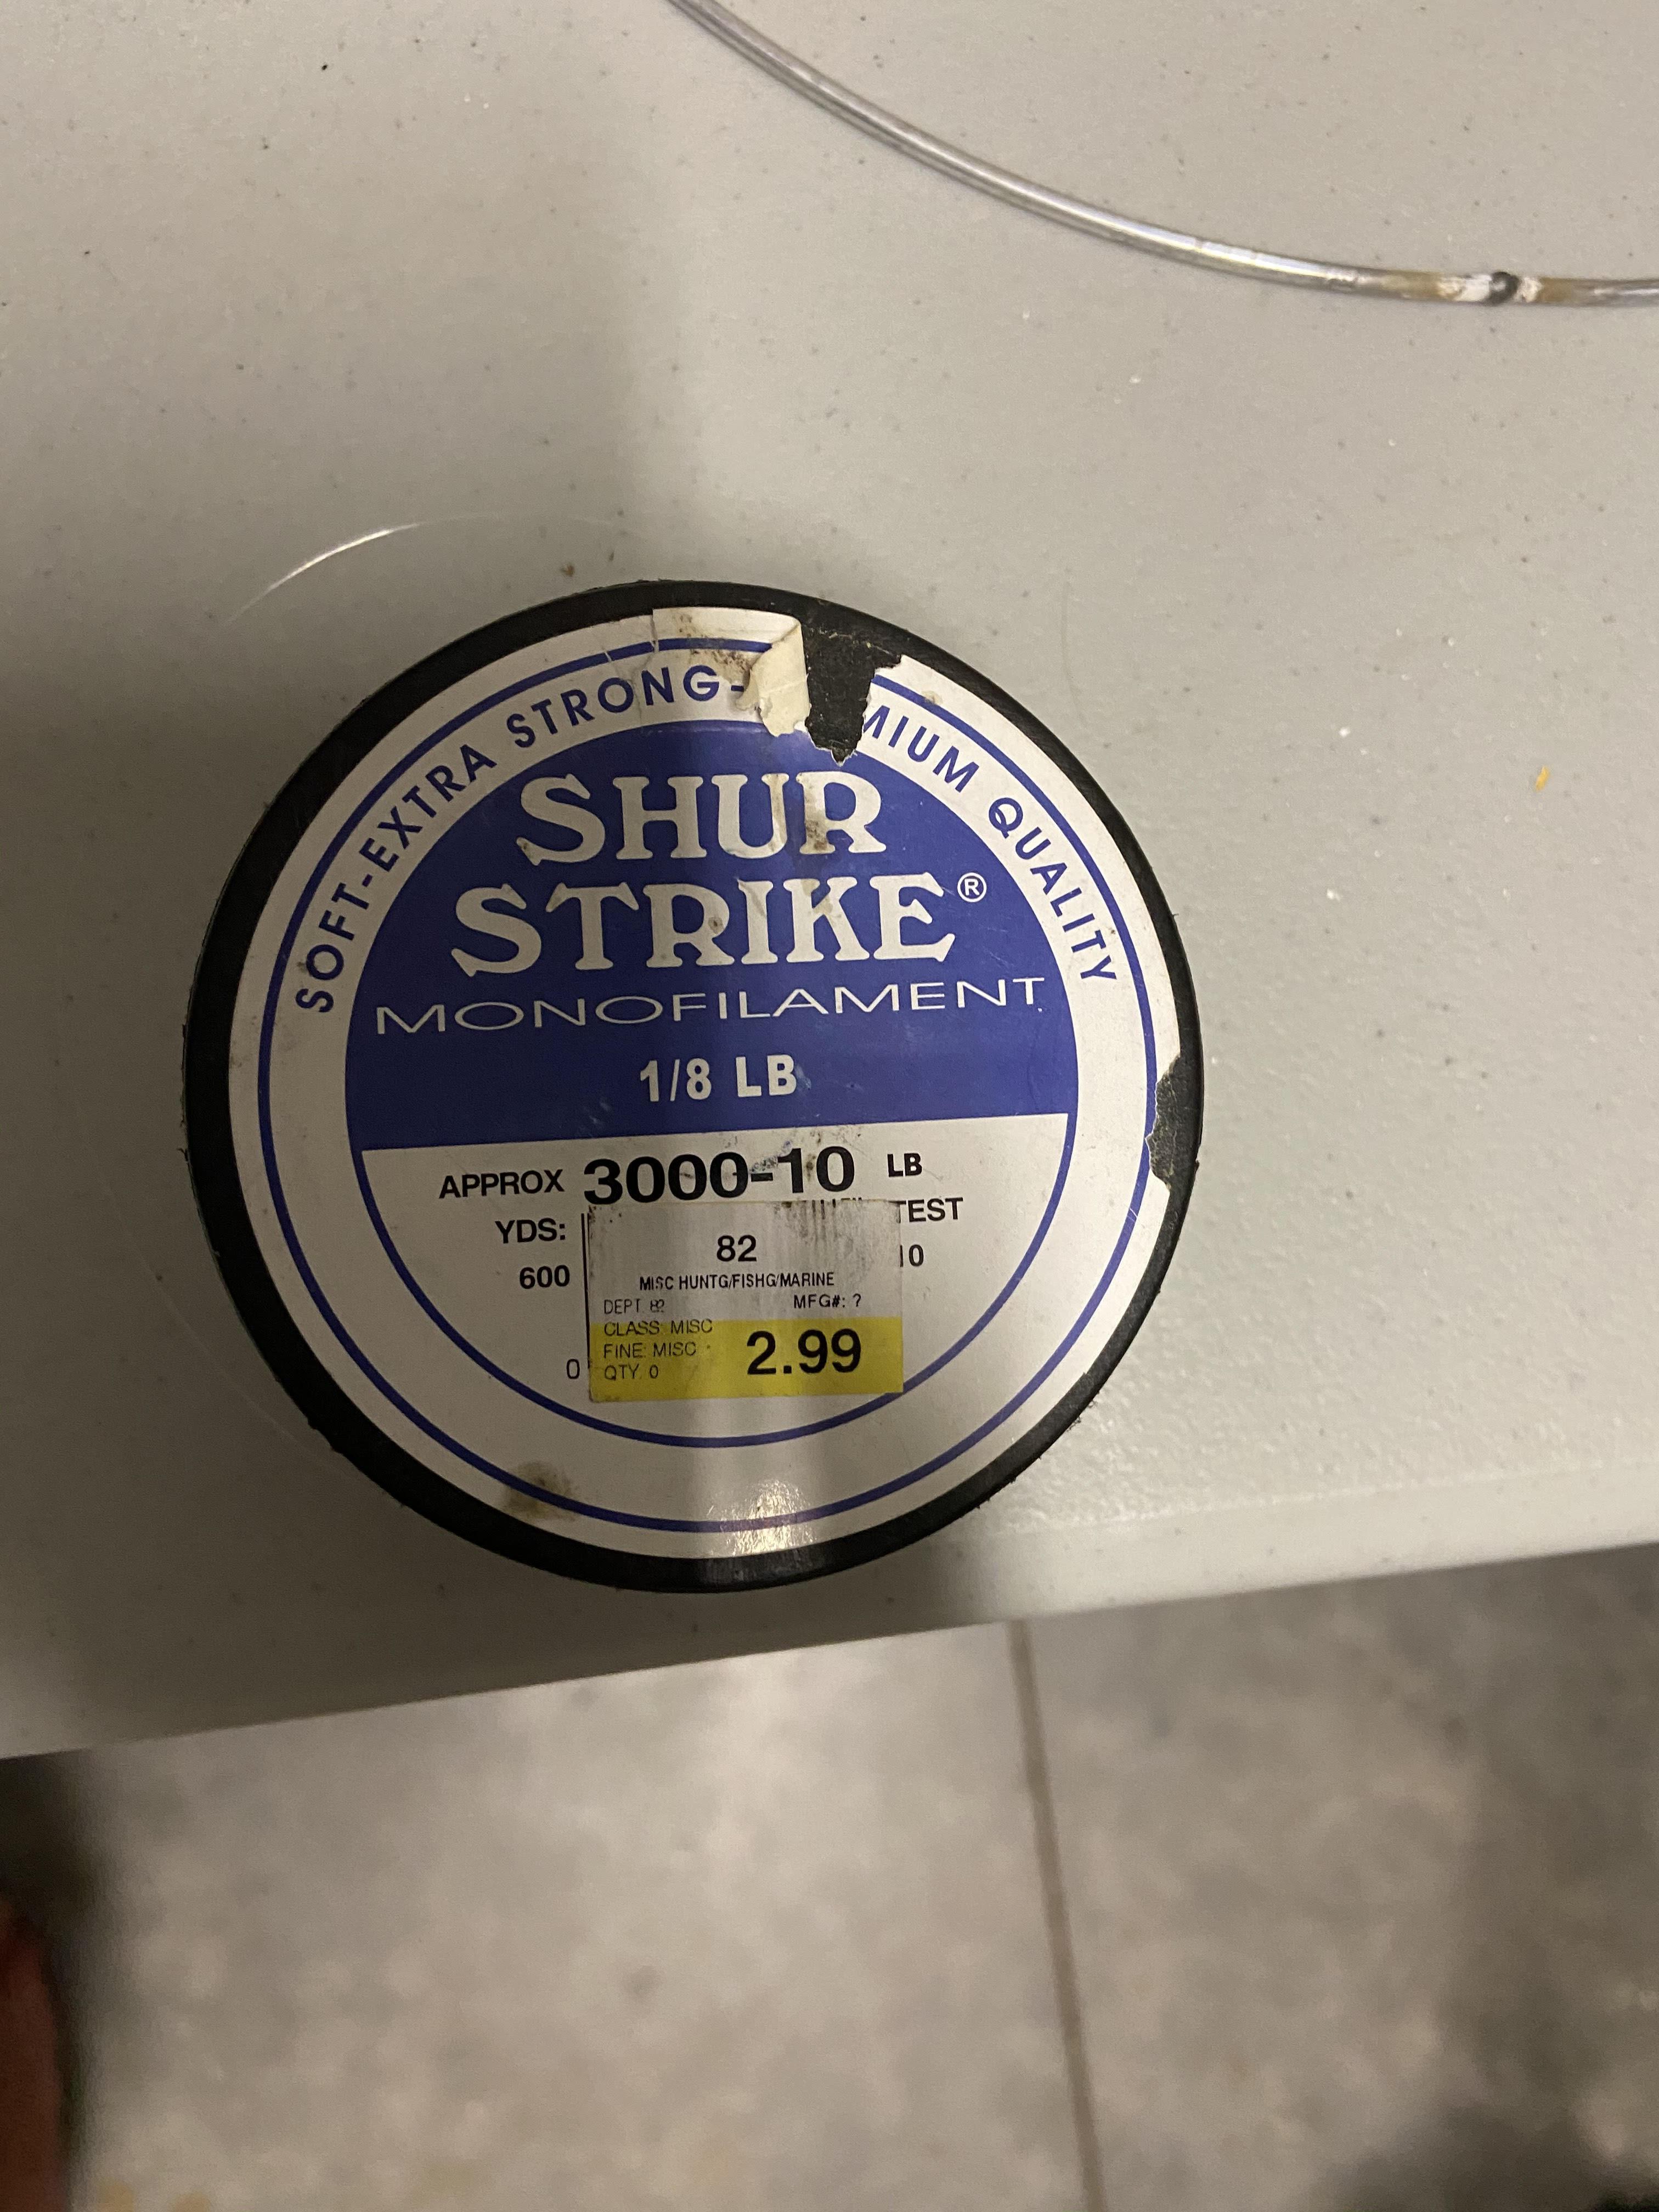 SOFT-EXTRA STRONG- MIUM QUALITY
SHUR
STRIKE®
MONOFILAMENT
1/8 LB
APPROX 3000-10 LB
YDS: TEST
600 10
82
MISC HUNTG/FISHG/MARINE
DEPT 82 MFG#: ?
CLASS: MISC
FINE: MISC 2.99
QTY 0
0